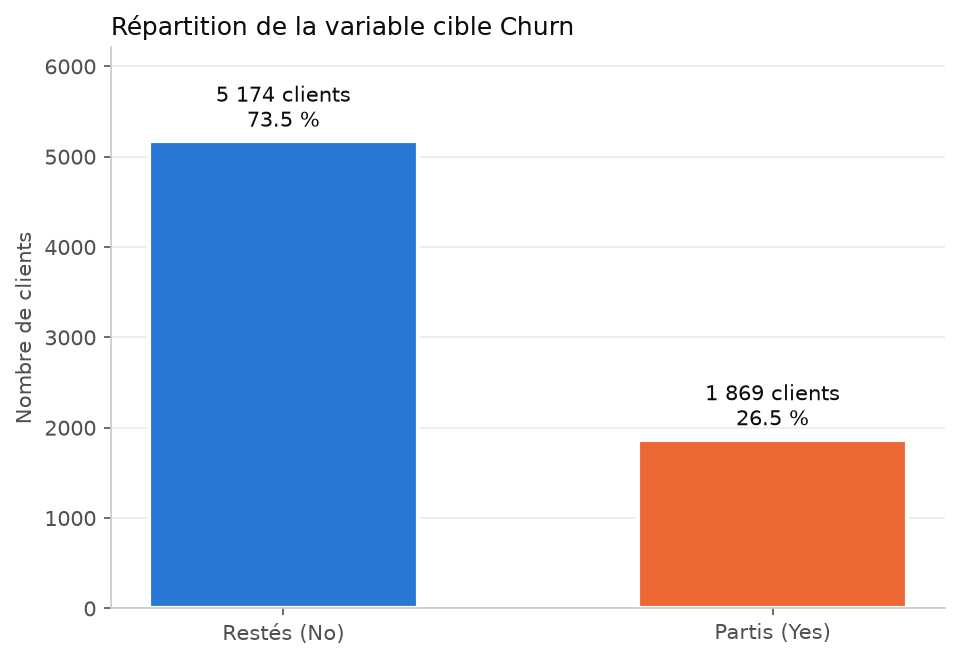 Répartition de la variable cible Churn
Nombre de clients
6000
5000
4000
3000
2000
1000
0
5 174 clients
73.5 %
1 869 clients
26.5 %
Restés (No)
Partis (Yes)